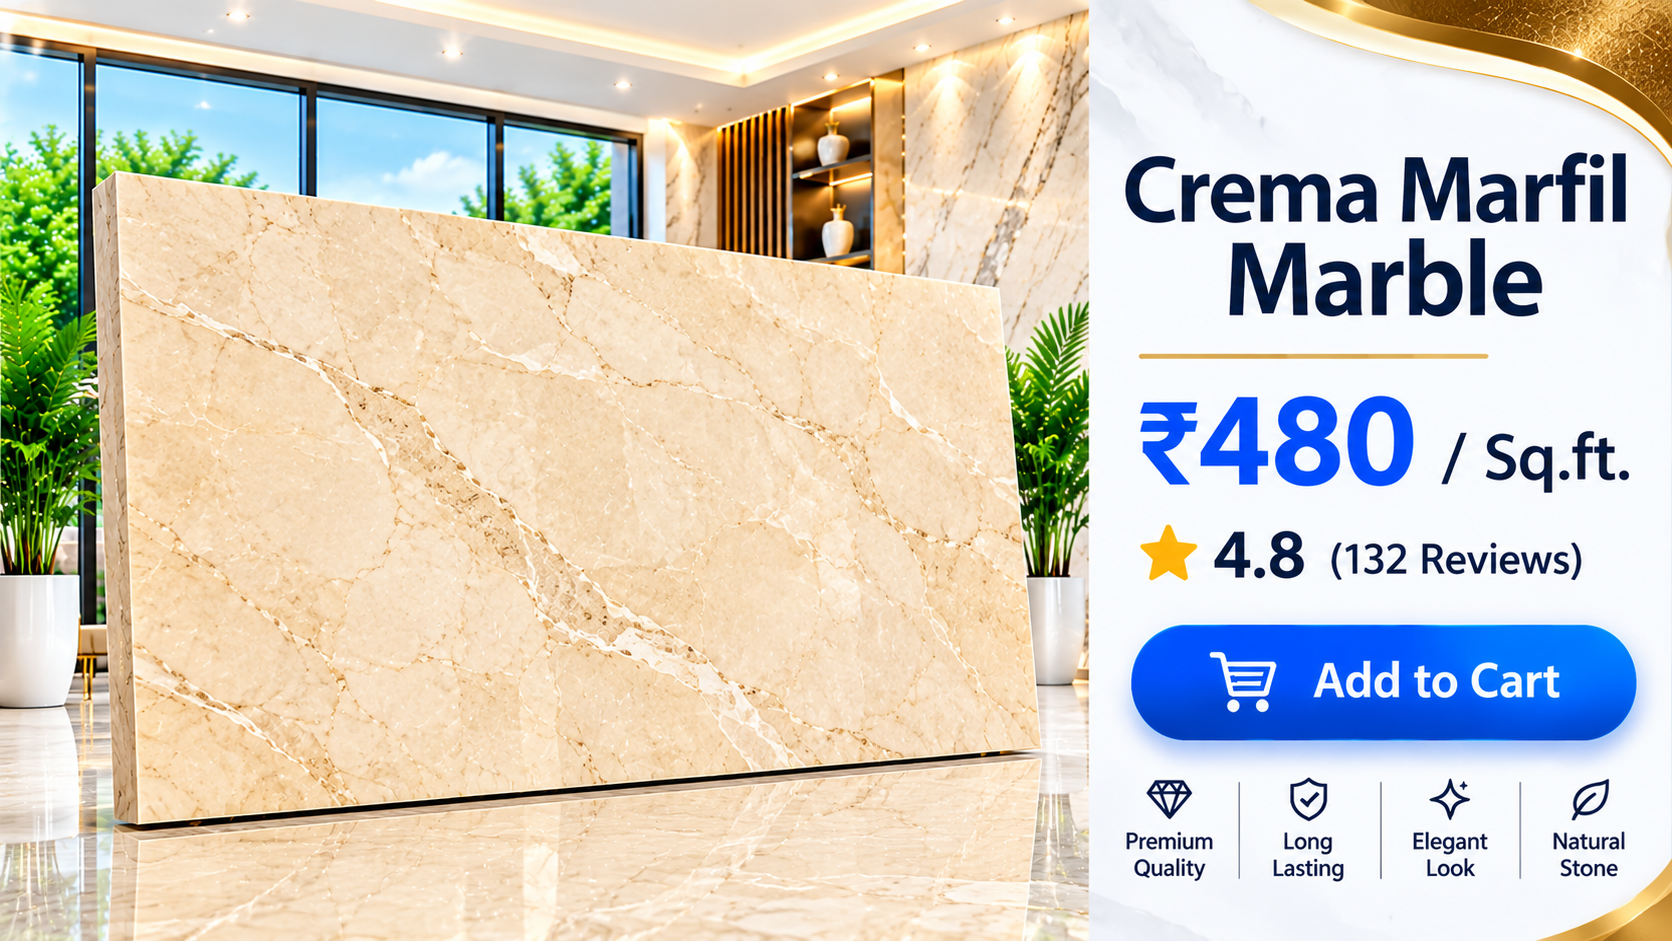 Crema Marfil
Marble
₹480 / Sq.ft.
4.8 (132 Reviews)
Add to Cart
Premium
Quality
Long
Lasting
Elegant
Look
Natural
Stone